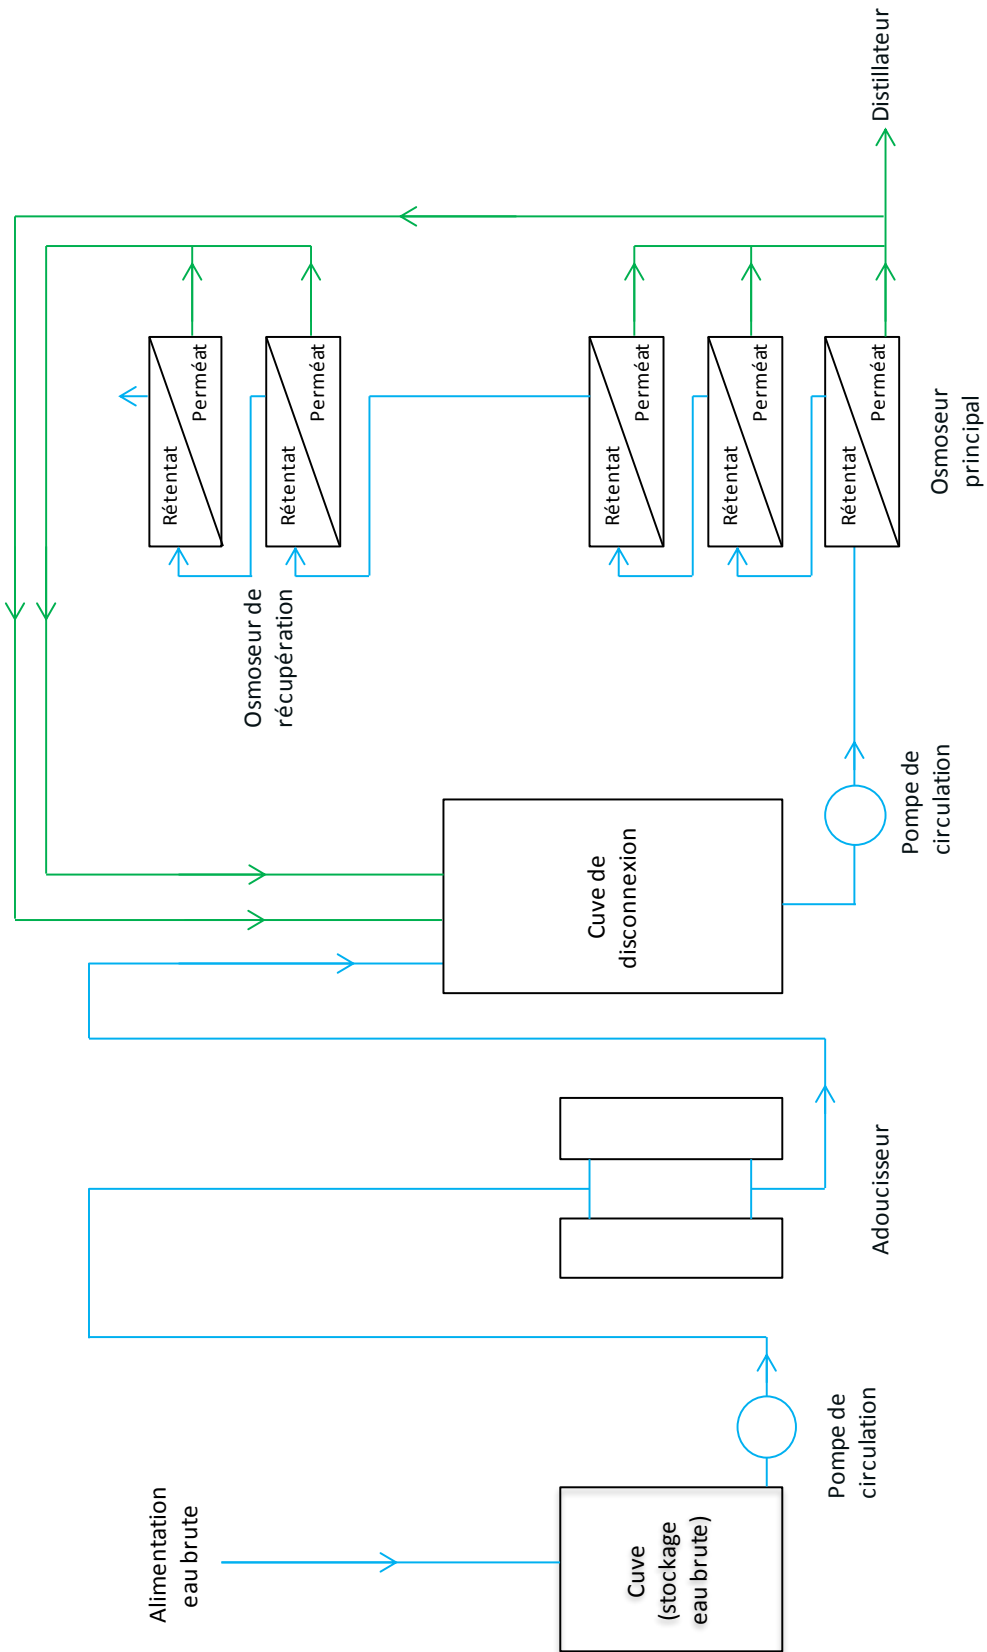 Alimentation
eau brute
Cuve
(stockage
eau brute)
Pompe de
circulation
Adoucisseur
Cuve de
disconnexion
Pompe de
circulation
Osmoseur de
récupération
Rétentat
Perméat
Rétentat
Perméat
Rétentat
Perméat
Rétentat
Perméat
Rétentat
Perméat
Osmoseur
principal
Distillateur